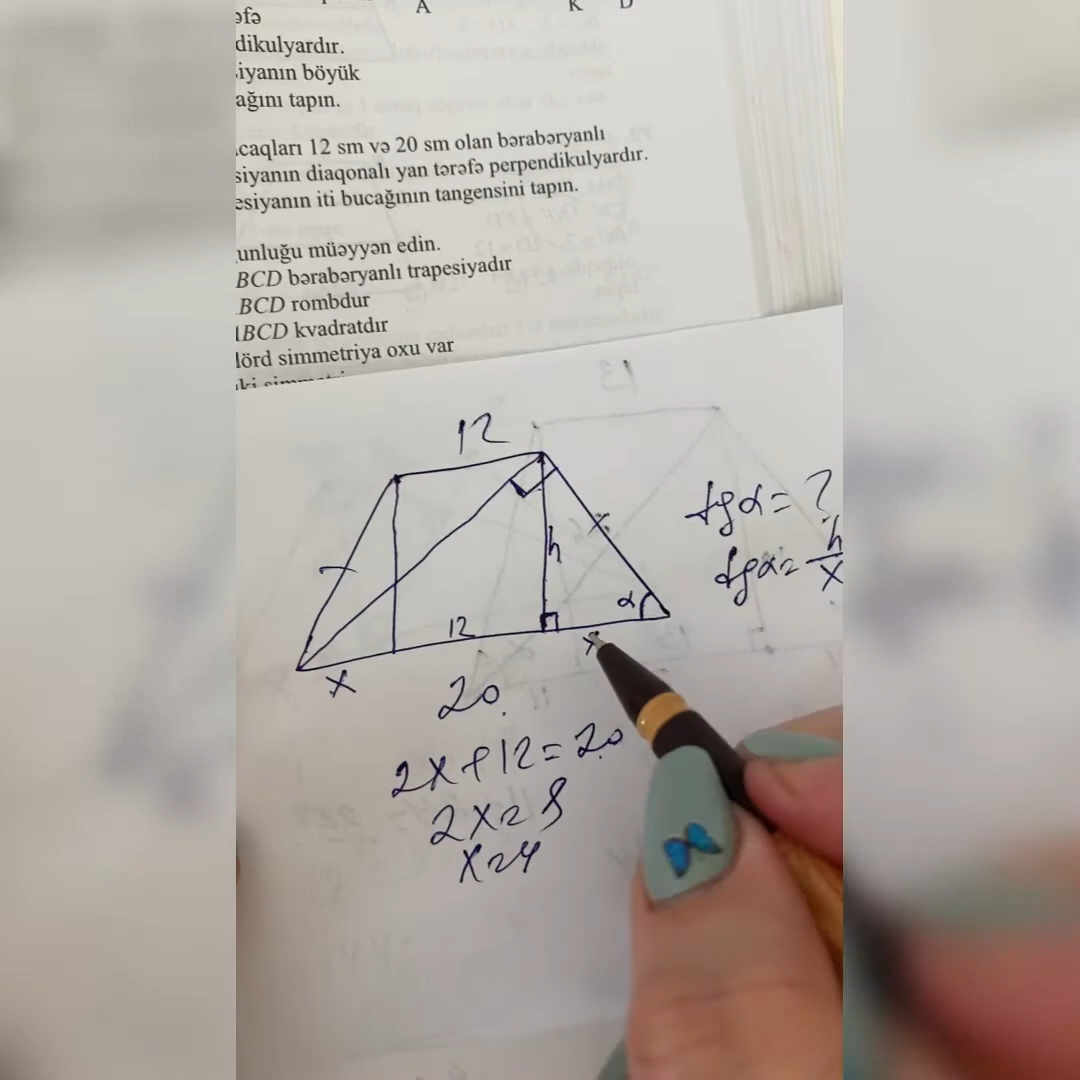 A K D
əfə
dikulyardır.
iyanın böyük
ağını tapın.
caqları 12 sm və 20 sm olan bərabəryanlı
siyanın diaqonalı yan tərəfə perpendikulyardır.
esiyanın iti bucağının tangensini tapın.
unluğu müəyyən edin.
BCD bərabəryanlı trapesiyadır
BCD rombdur
ABCD kvadratdır
dörd simmetriya oxu var
12
h
α
12
x
x
20
tgα = ?
tgα = h/x
2x+12=20
2x=8
x=4